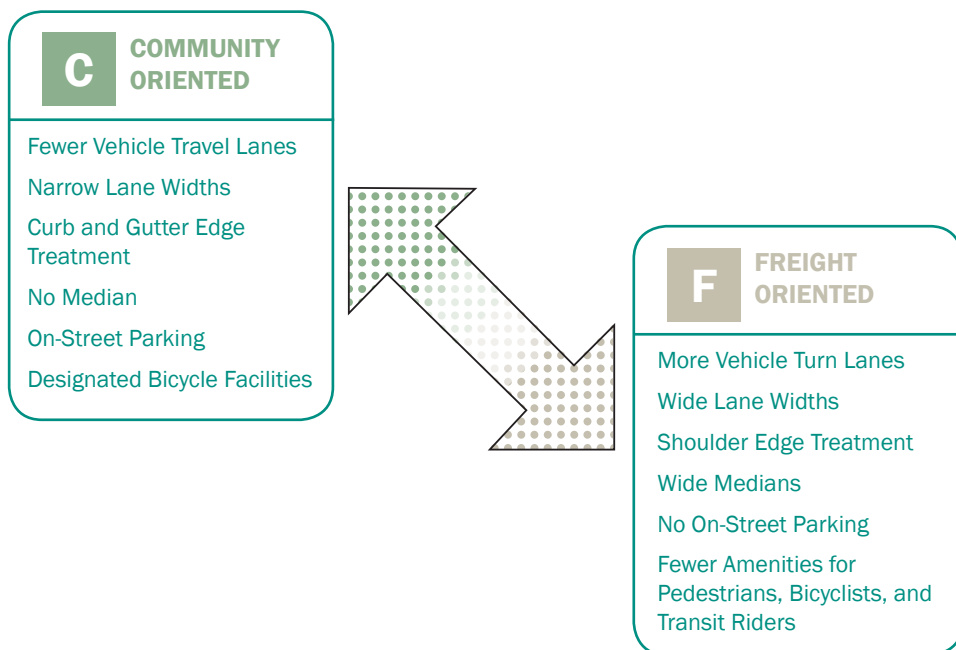 C
COMMUNITY
ORIENTED
Fewer Vehicle Travel Lanes
Narrow Lane Widths
Curb and Gutter Edge
Treatment
No Median
On-Street Parking
Designated Bicycle Facilities
F
FREIGHT
ORIENTED
More Vehicle Turn Lanes
Wide Lane Widths
Shoulder Edge Treatment
Wide Medians
No On-Street Parking
Fewer Amenities for
Pedestrians, Bicyclists, and
Transit Riders